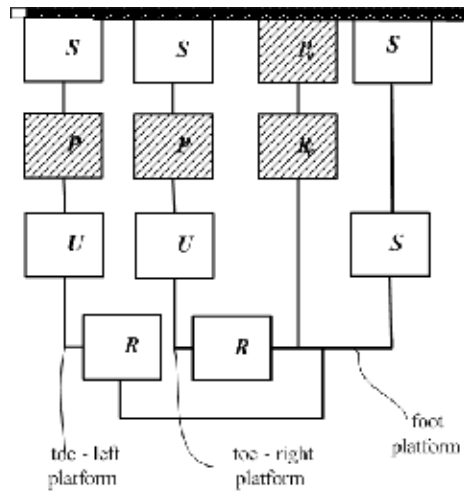 S S S
P P
U U S
R R
foot
platform
toe - left
platform
toe - right
platform